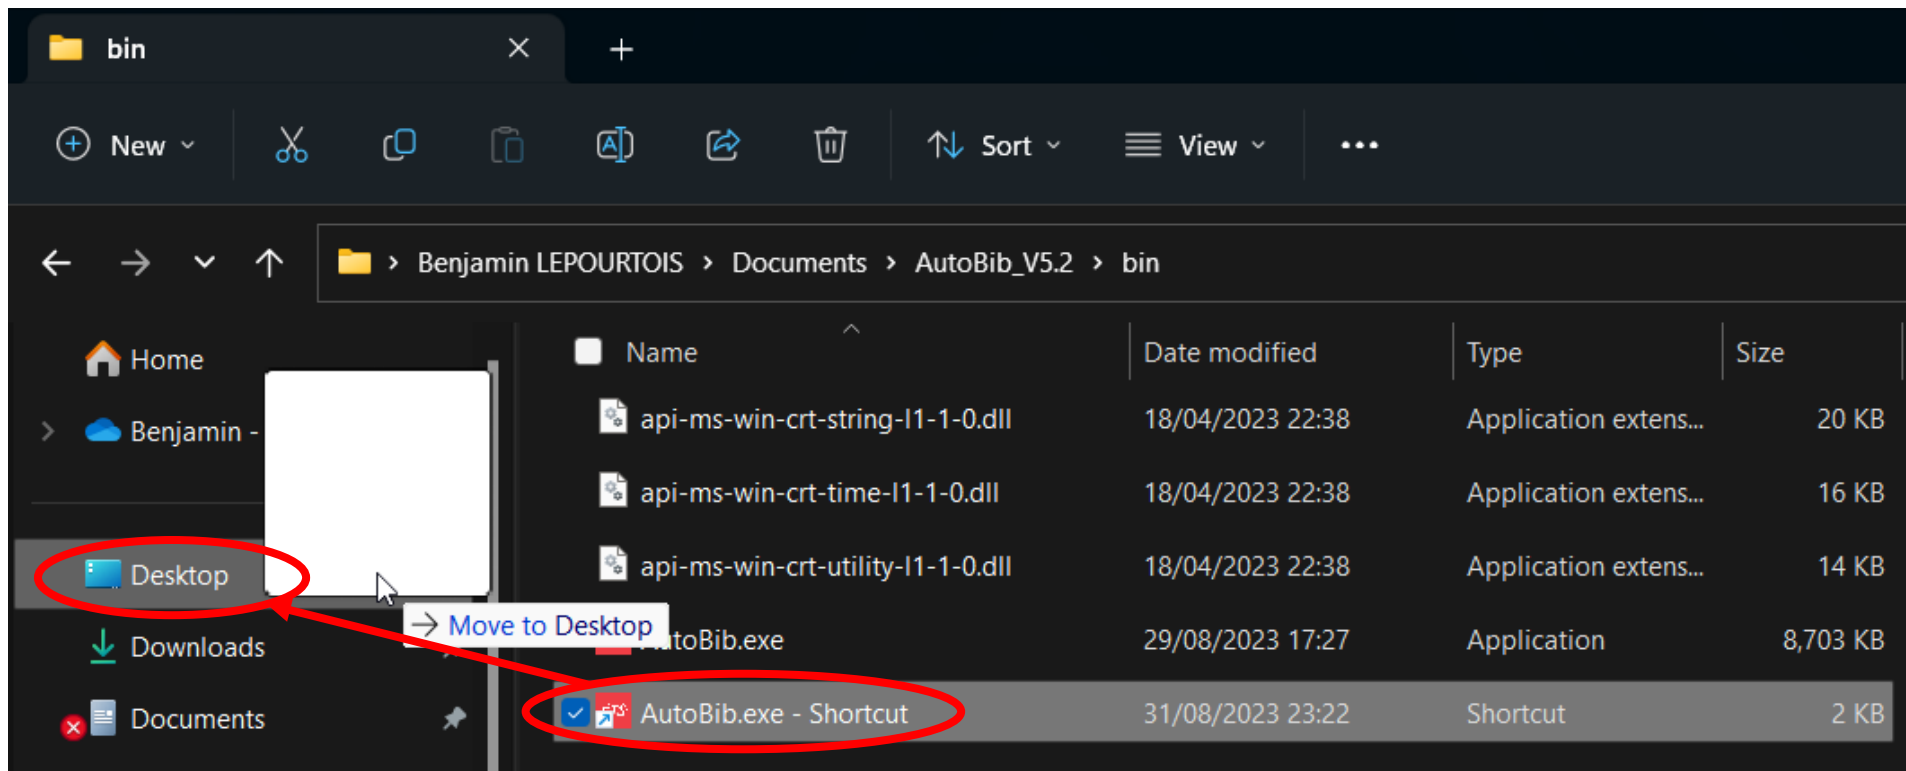 bin
New
Sort
View
Benjamin LEPOURTOIS > Documents > AutoBib_V5.2 > bin
Home
Benjamin -
Desktop
Downloads
Documents
Name Date modified Type Size
api-ms-win-crt-string-l1-1-0.dll 18/04/2023 22:38 Application extens... 20 KB
api-ms-win-crt-time-l1-1-0.dll 18/04/2023 22:38 Application extens... 16 KB
api-ms-win-crt-utility-l1-1-0.dll 18/04/2023 22:38 Application extens... 14 KB
→ Move to Desktop
utoBib.exe 29/08/2023 17:27 Application 8,703 KB
AutoBib.exe - Shortcut 31/08/2023 23:22 Shortcut 2 KB